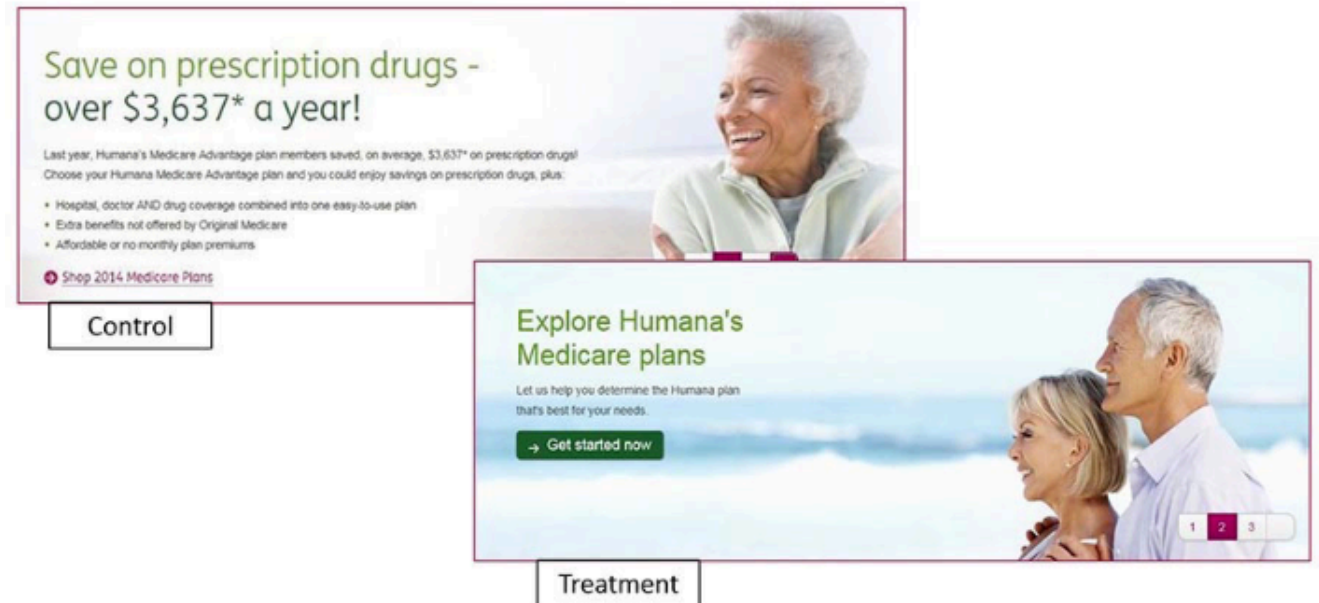 Save on prescription drugs -
over $3,637* a year!
Last year, Humana's Medicare Advantage plan members saved, on average, $3,637* on prescription drugs!
Choose your Humana Medicare Advantage plan and you could enjoy savings on prescription drugs, plus:
• Hospital, doctor AND drug coverage combined into one easy-to-use plan
• Extra benefits not offered by Original Medicare
• Affordable or no monthly plan premiums
Shop 2014 Medicare Plans
Control
Explore Humana's
Medicare plans
Let us help you determine the Humana plan
that's best for your needs.
→ Get started now
1 2 3
Treatment